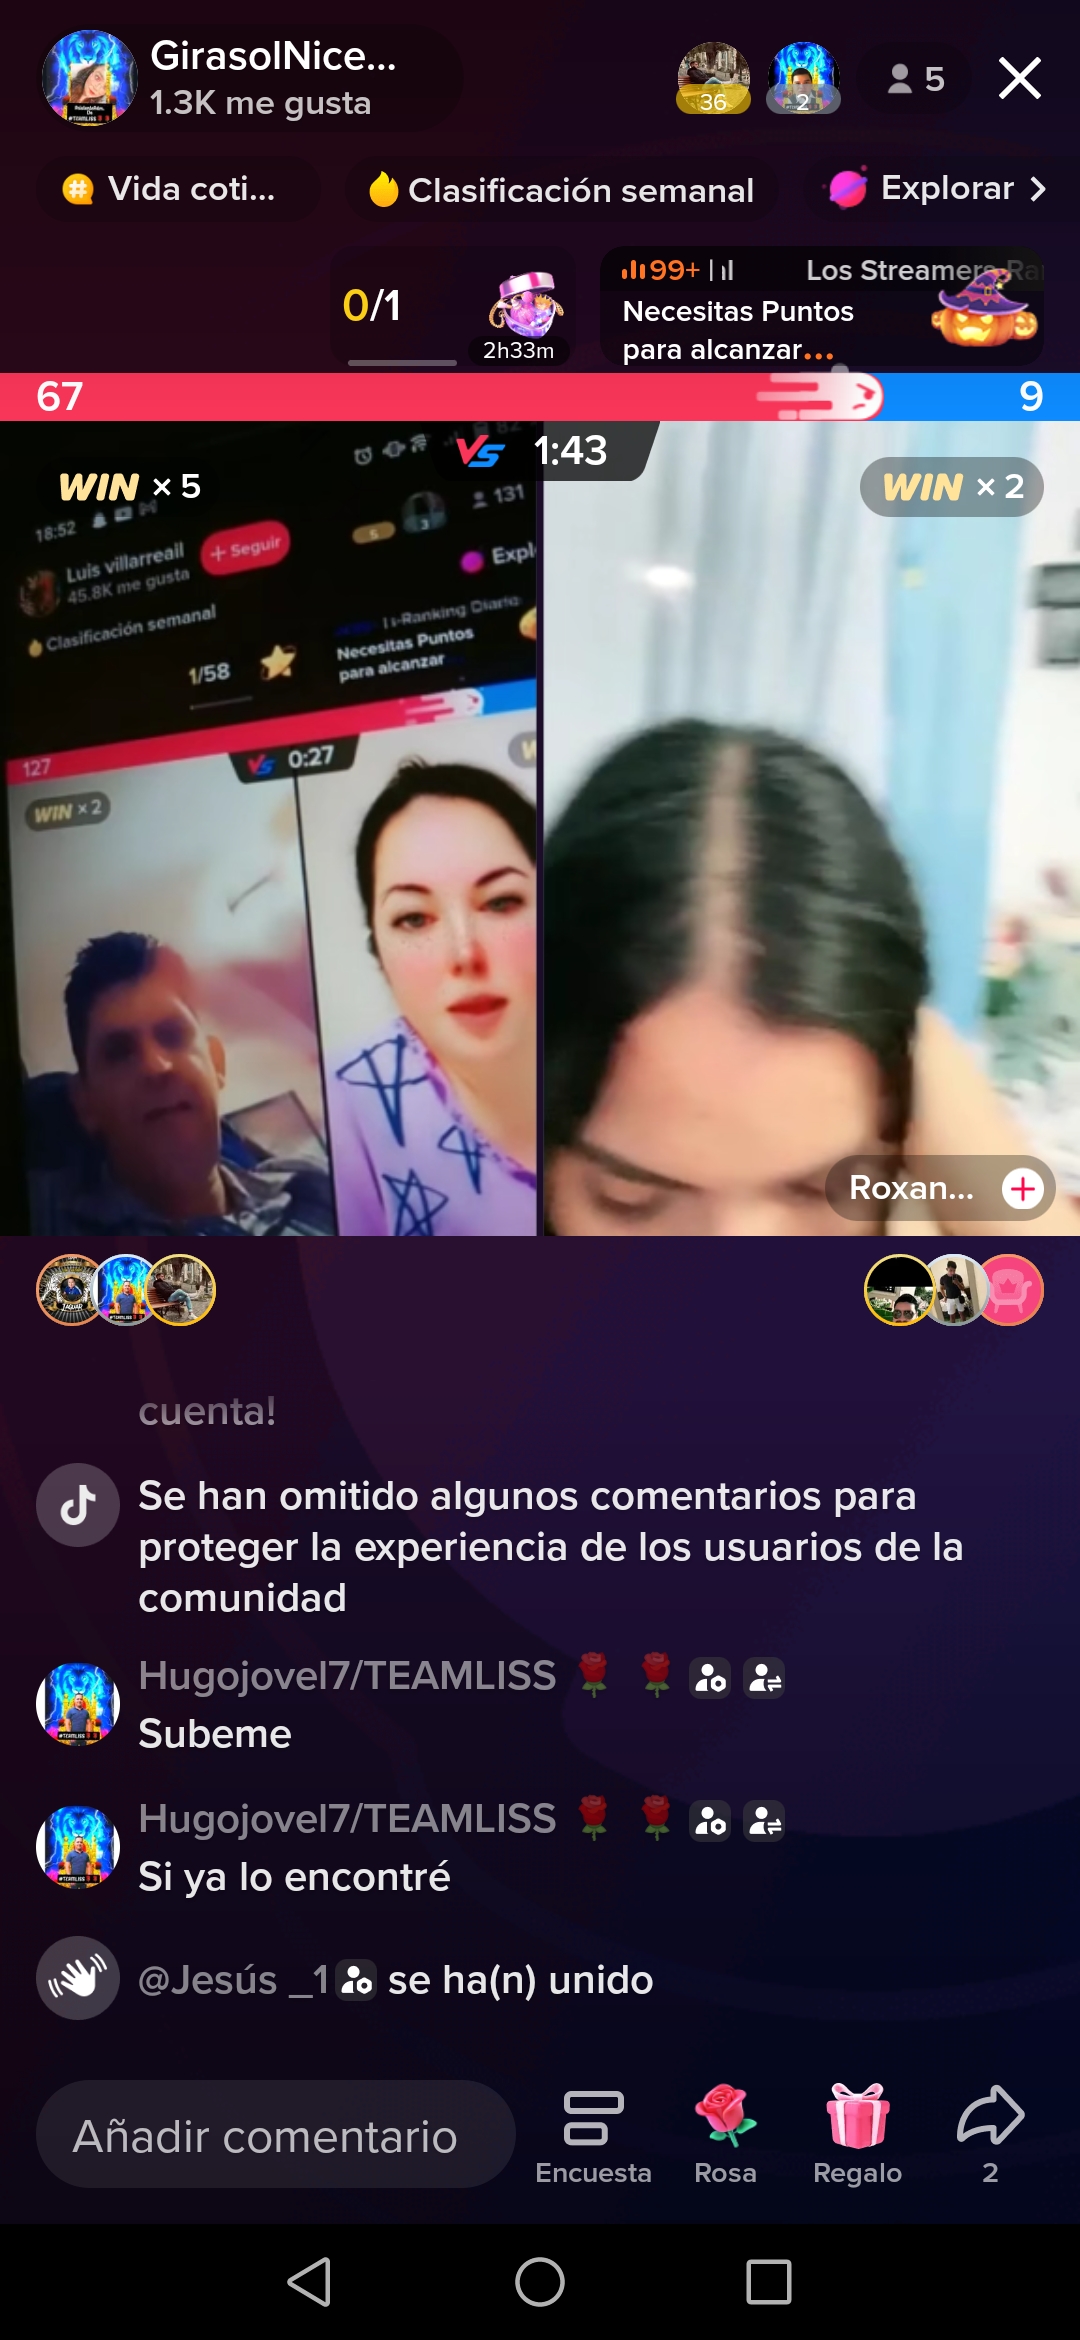 GirasolNice...
1.3K me gusta
36
2
5
Vida coti...
Clasificación semanal
Explorar
0/1
2h33m
99+
Los Streamers Ra
Necesitas Puntos
para alcanzar...
67
9
VS 1:43
WIN × 5
WIN × 2
18:52
Luis villarreall
45.8K me gusta
+ Seguir
5
3
131
Expl
Clasificación semanal
1/58
Ranking Diario
Necesitas Puntos
para alcanzar
127
VS 0:27
WIN × 2
Roxan...
cuenta!
Se han omitido algunos comentarios para
proteger la experiencia de los usuarios de la
comunidad
Hugojovel7/TEAMLISS
Subeme
Hugojovel7/TEAMLISS
Si ya lo encontré
@Jesús _1 se ha(n) unido
Añadir comentario
Encuesta
Rosa
Regalo
2